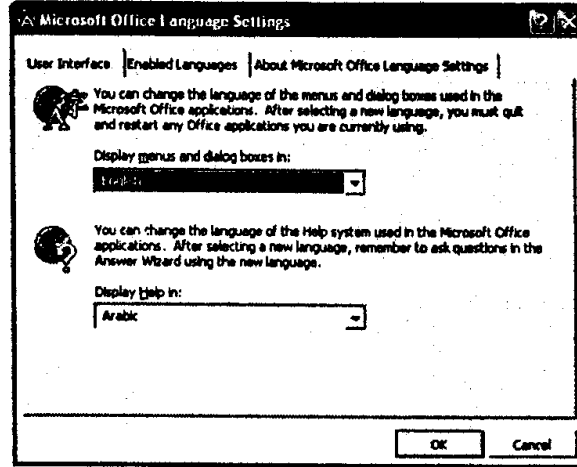 Microsoft Office Language Settings
User Interface Enabled Languages About Microsoft Office Language Settings
You can change the language of the menus and dialog boxes used in the
Microsoft Office applications. After selecting a new language, you must quit
and restart any Office applications you are currently using.
Display menus and dialog boxes in:
English
You can change the language of the Help system used in the Microsoft Office
applications. After selecting a new language, remember to ask questions in the
Answer Wizard using the new language.
Display Help in:
Arabic
OK Cancel